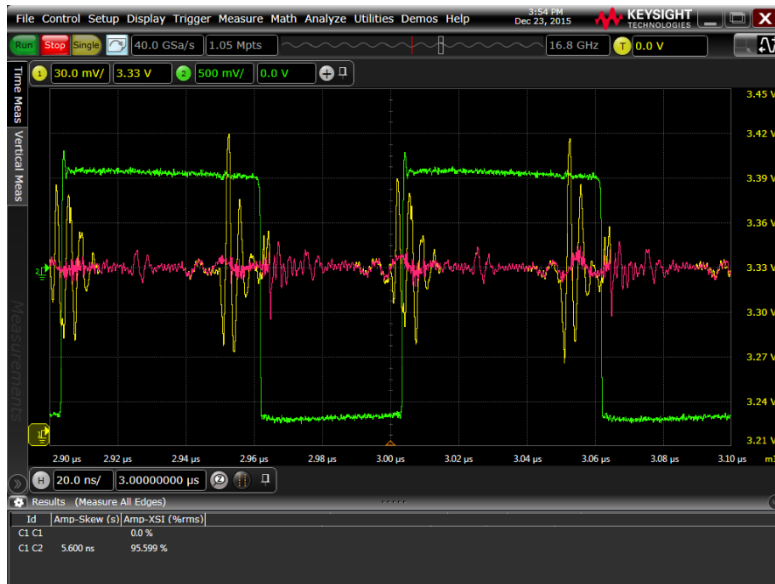 File Control Setup Display Trigger Measure Math Analyze Utilities Demos Help
3:54 PM
Dec 23, 2015
KEYSIGHT
TECHNOLOGIES
Run Stop Single 40.0 GSa/s 1.05 Mpts 16.8 GHz T 0.0 V
1 30.0 mV/ 3.33 V 2 500 mV/ 0.0 V
Time Meas
Vertical Meas
Measurements
3.45 V
3.42 V
3.39 V
3.36 V
3.33 V
3.30 V
3.27 V
3.24 V
3.21 V
2.90 µs 2.92 µs 2.94 µs 2.96 µs 2.98 µs 3.00 µs 3.02 µs 3.04 µs 3.06 µs 3.08 µs 3.10 µs
H 20.0 ns/ 3.00000000 µs
Results (Measure All Edges)
Id Amp-Skew (s) Amp-XSI (%rms)
C1 C1 0.0 %
C1 C2 5.600 ns 95.599 %